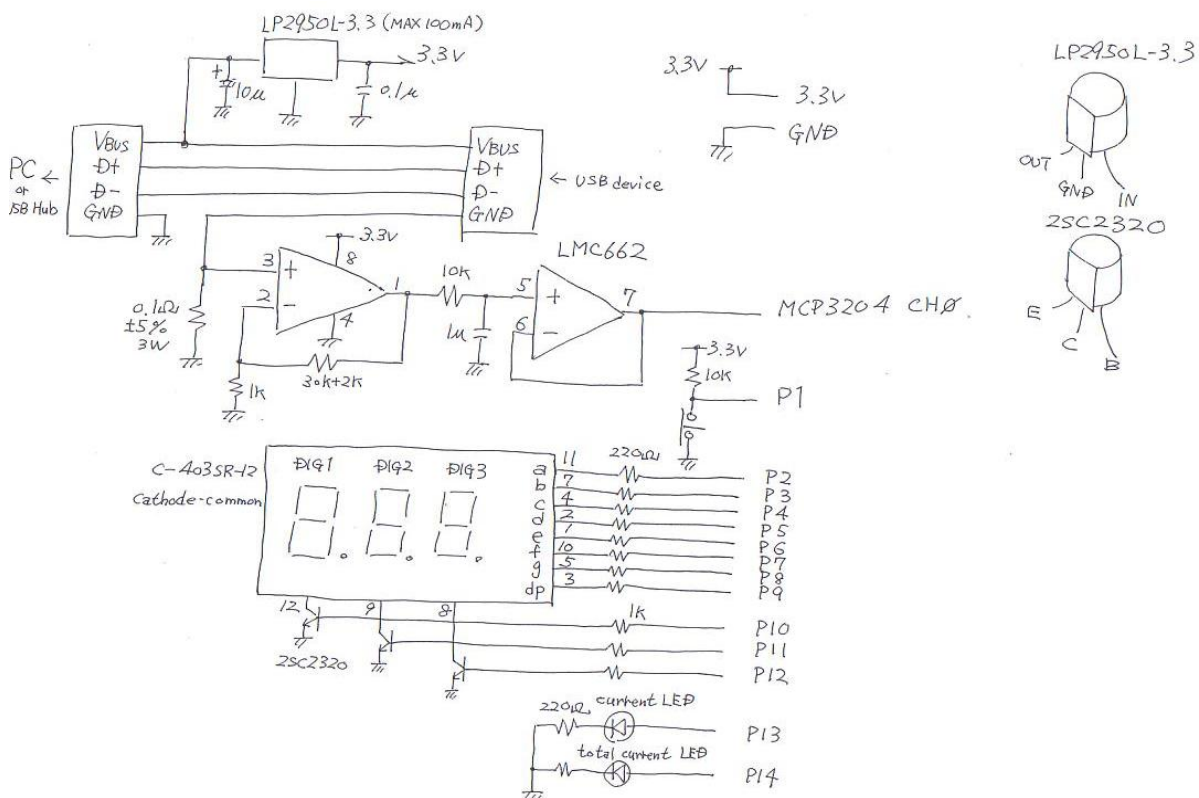 LP2950L-3.3 (MAX100mA)
3.3V
+
10μ
0.1μ
3.3V
3.3V
GND
LP2950L-3.3
OUT
GND
IN
PC
or
USB Hub
VBUS
D+
D-
GND
VBUS
D+
D-
GND
← USB device
2SC2320
E
C
B
3.3V
8
3
+
2
-
1
4
0.1Ω
±5%
3W
1K
30K+2K
10K
1u
LMC662
5
+
6
-
7
MCP3204 CH0
3.3V
10K
P1
C-403SR-12
Cathode-common
DIG1
DIG2
DIG3
a 11 220Ω P2
b 7 P3
c 4 P4
d 2 P5
e 1 P6
f 10 P7
g 5 P8
dp 3 P9
12
9
8
2SC2320
1K
P10
P11
P12
220Ω
current LED
P13
total current LED
P14